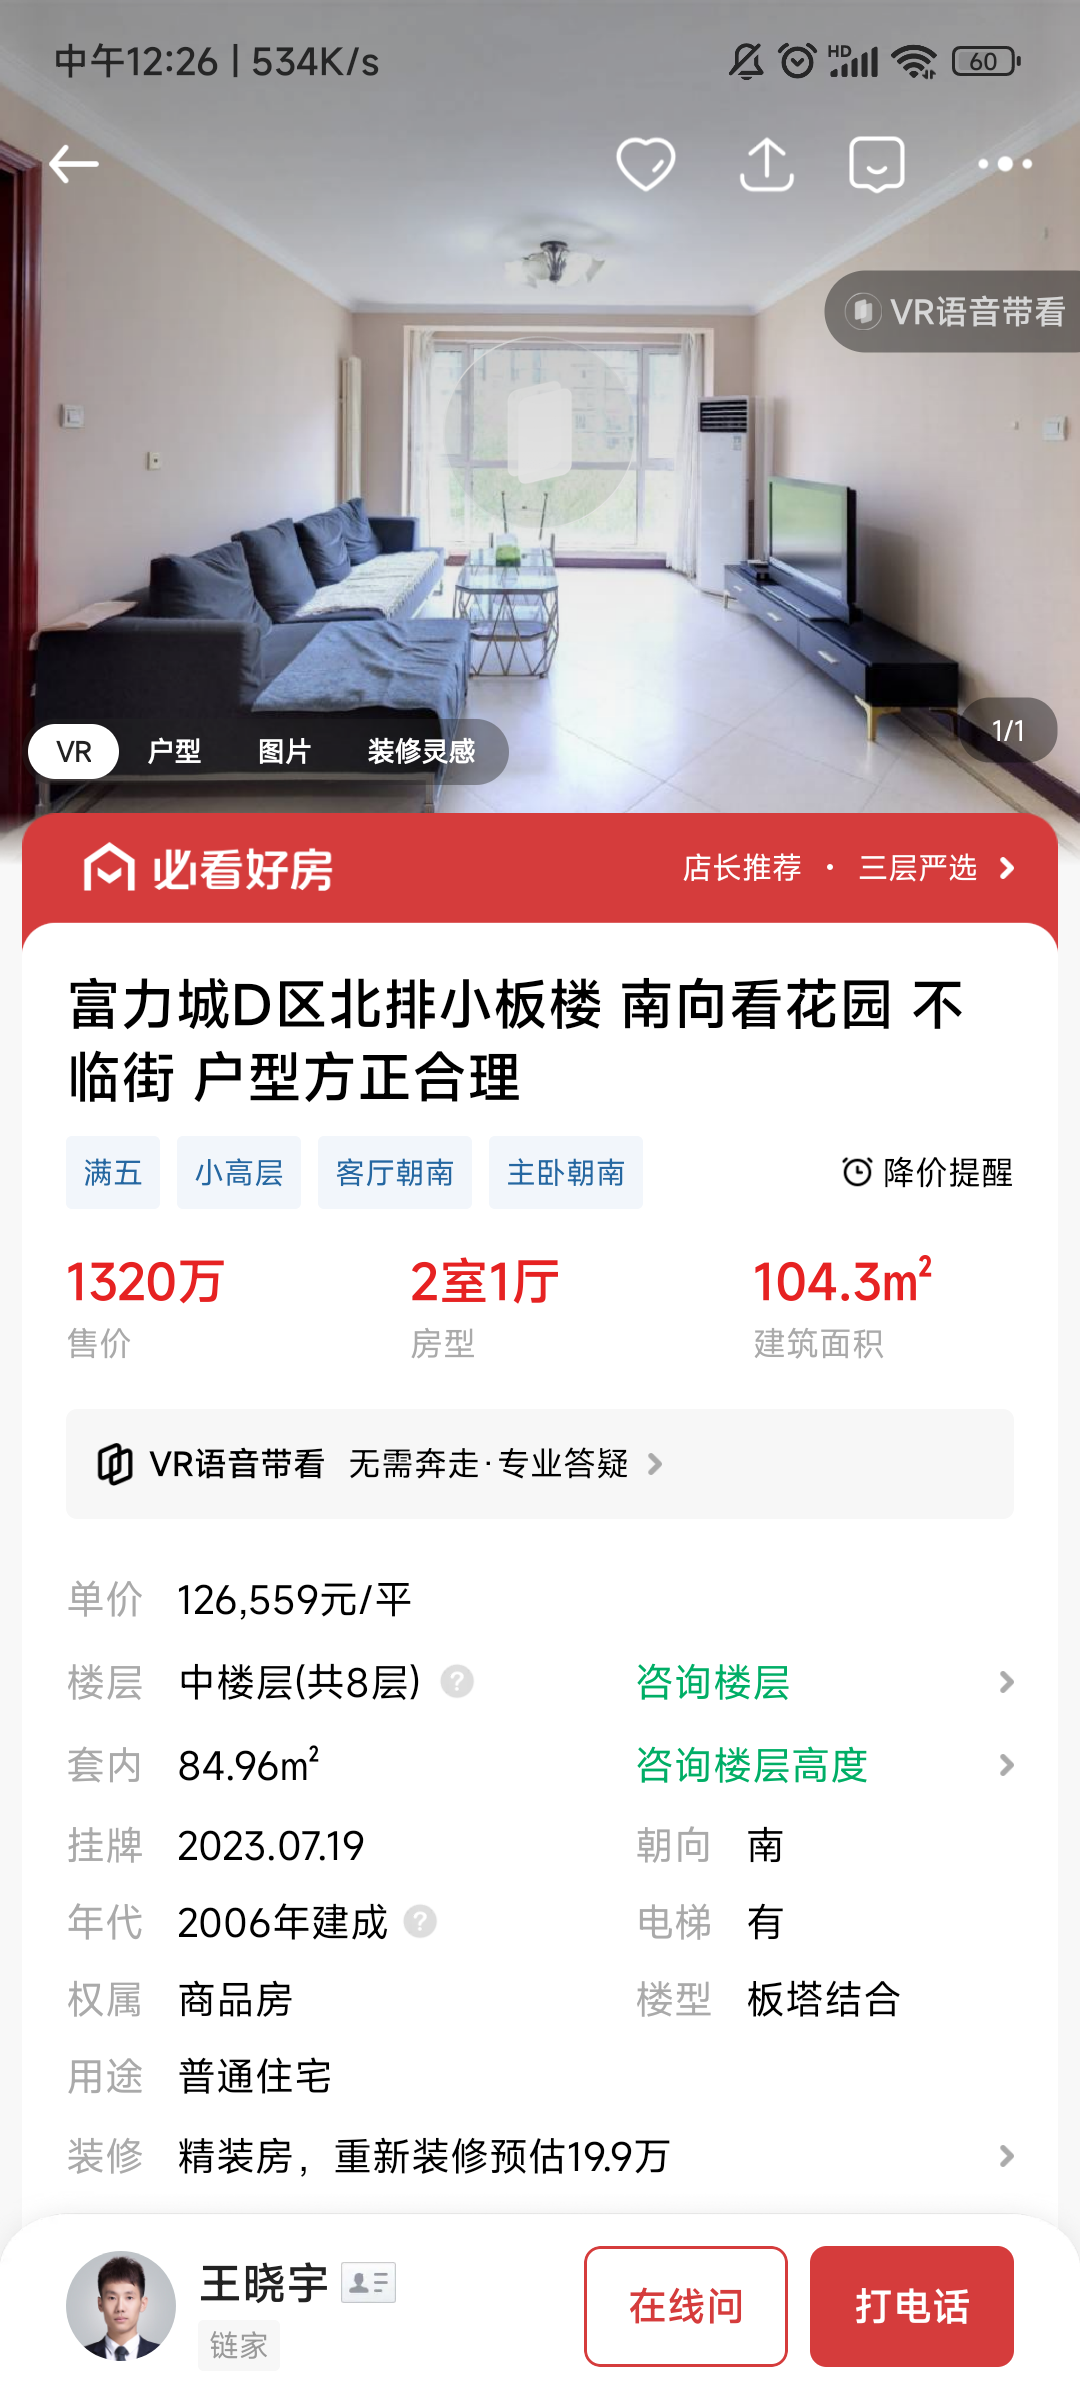 中午12:26 | 534K/s
HD
60
VR语音带看
VR 户型 图片 装修灵感
1/1
必看好房 店长推荐 · 三层严选
富力城D区北排小板楼 南向看花园 不
临街 户型方正合理
满五 小高层 客厅朝南 主卧朝南 降价提醒
1320万 2室1厅 104.3m²
售价 房型 建筑面积
VR语音带看 无需奔走·专业答疑
单价 126,559元/平
楼层 中楼层(共8层) ? 咨询楼层
套内 84.96m² 咨询楼层高度
挂牌 2023.07.19 朝向 南
年代 2006年建成 ? 电梯 有
权属 商品房 楼型 板塔结合
用途 普通住宅
装修 精装房，重新装修预估19.9万
王晓宇
链家
在线问 打电话